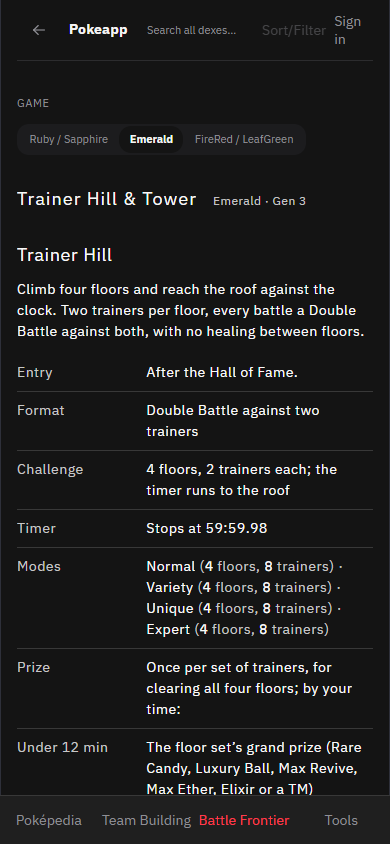 ← Pokeapp Search all dexes... Sort/Filter Sign in
GAME
Ruby / Sapphire Emerald FireRed / LeafGreen
Trainer Hill & Tower Emerald · Gen 3
Trainer Hill
Climb four floors and reach the roof against the
clock. Two trainers per floor, every battle a Double
Battle against both, with no healing between floors.
Entry After the Hall of Fame.
Format Double Battle against two
trainers
Challenge 4 floors, 2 trainers each; the
timer runs to the roof
Timer Stops at 59:59.98
Modes Normal (4 floors, 8 trainers) ·
Variety (4 floors, 8 trainers) ·
Unique (4 floors, 8 trainers) ·
Expert (4 floors, 8 trainers)
Prize Once per set of trainers, for
clearing all four floors; by your
time:
Under 12 min The floor set’s grand prize (Rare
Candy, Luxury Ball, Max Revive,
Max Ether, Elixir or a TM)
Poképedia Team Building Battle Frontier Tools